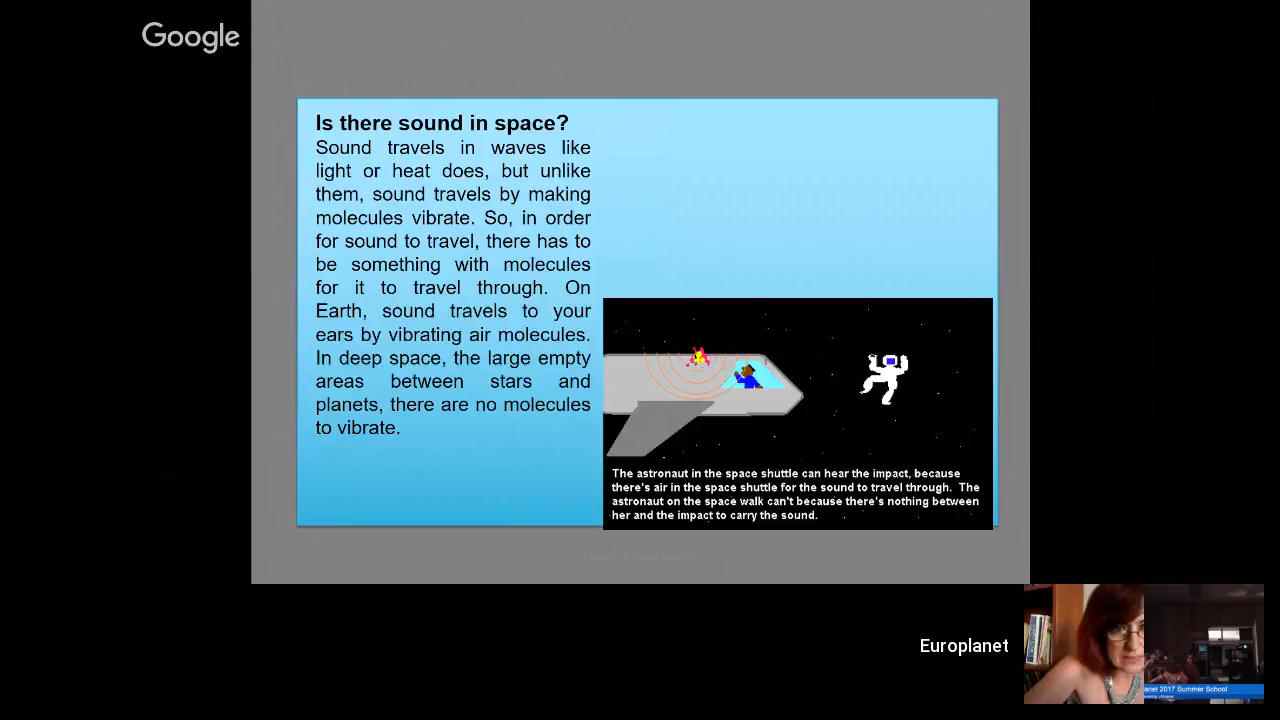 Google
Is there sound in space?
Sound travels in waves like
light or heat does, but unlike
them, sound travels by making
molecules vibrate. So, in order
for sound to travel, there has to
be something with molecules
for it to travel through. On
Earth, sound travels to your
ears by vibrating air molecules.
In deep space, the large empty
areas between stars and
planets, there are no molecules
to vibrate.
The astronaut in the space shuttle can hear the impact, because
there's air in the space shuttle for the sound to travel through. The
astronaut on the space walk can't because there's nothing between
her and the impact to carry the sound.
Europlanet
anet 2017 Summer School